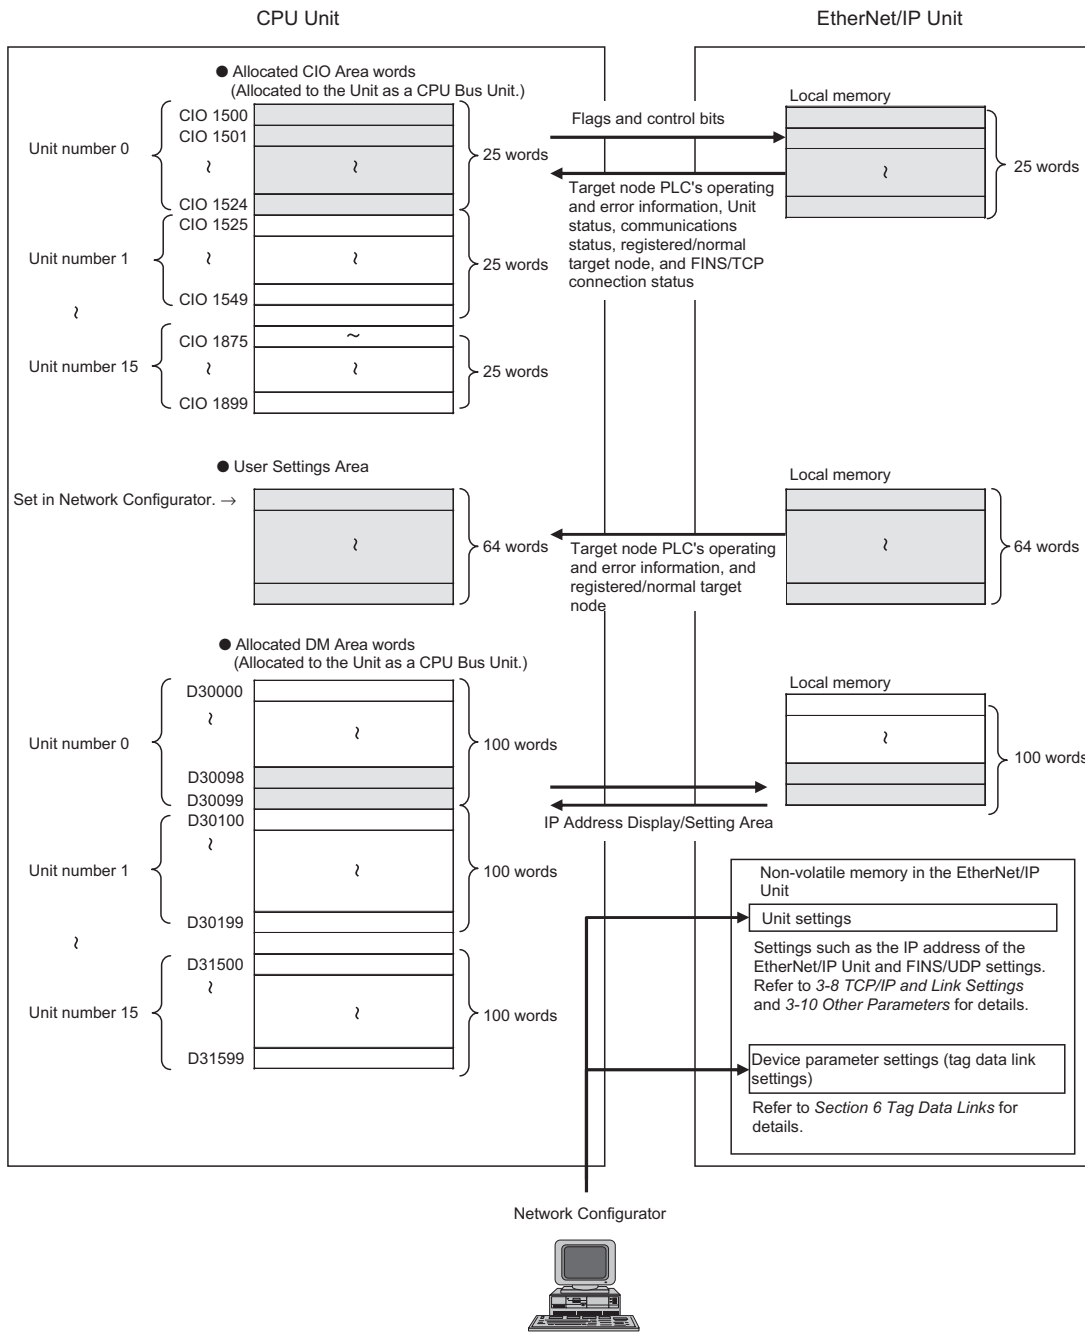 CPU Unit
EtherNet/IP Unit
● Allocated CIO Area words
(Allocated to the Unit as a CPU Bus Unit.)
Local memory
CIO 1500
Flags and control bits
CIO 1501
Unit number 0
25 words
25 words
~
~
~
Target node PLC's operating
and error information, Unit
status, communications
status, registered/normal
target node, and FINS/TCP
connection status
CIO 1524
CIO 1525
Unit number 1
~
~
25 words
CIO 1549
~
CIO 1875
~
Unit number 15
~
~
25 words
CIO 1899
● User Settings Area
Local memory
Set in Network Configurator. →
~
64 words
~
64 words
Target node PLC's operating
and error information, and
registered/normal target
node
● Allocated DM Area words
(Allocated to the Unit as a CPU Bus Unit.)
Local memory
D30000
~
~
~
Unit number 0
100 words
100 words
D30098
D30099
IP Address Display/Setting Area
D30100
~
Unit number 1
~
100 words
D30199
~
D31500
~
Unit number 15
~
100 words
D31599
Non-volatile memory in the EtherNet/IP
Unit
Unit settings
Settings such as the IP address of the
EtherNet/IP Unit and FINS/UDP settings.
Refer to 3-8 TCP/IP and Link Settings
and 3-10 Other Parameters for details.
Device parameter settings (tag data link
settings)
Refer to Section 6 Tag Data Links for
details.
Network Configurator